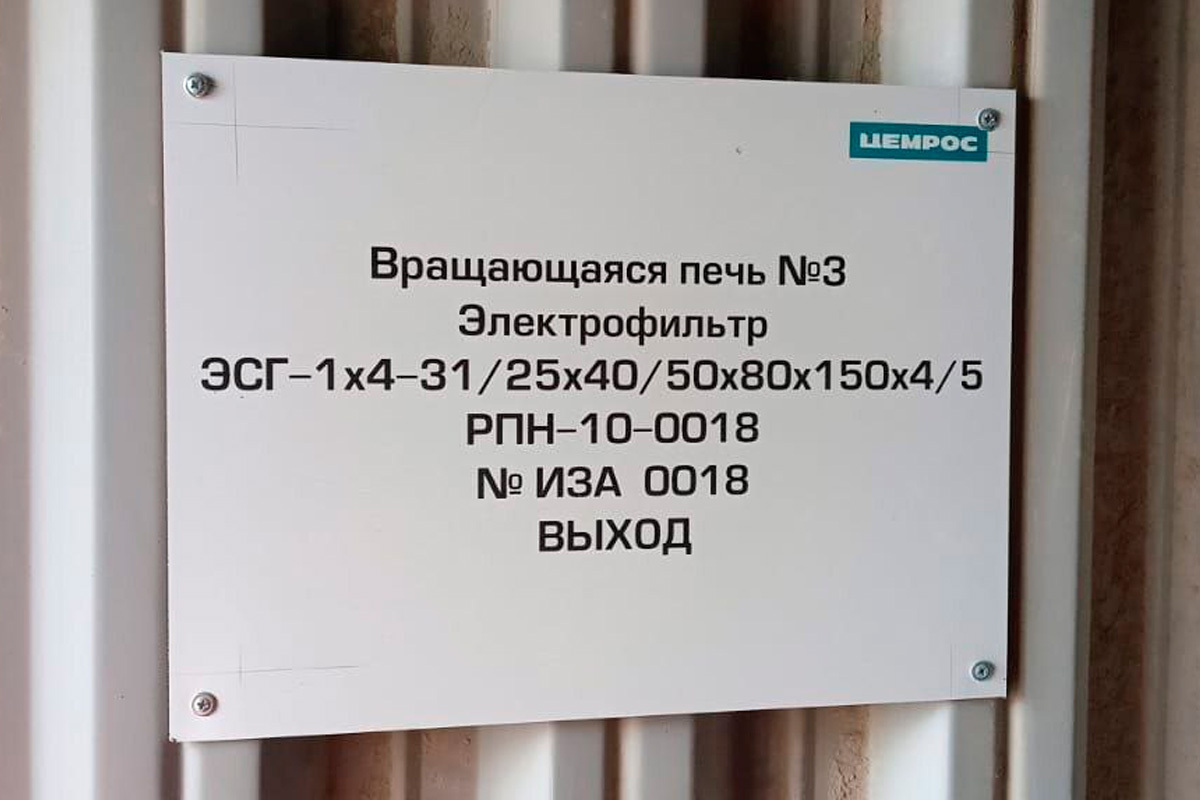 ЦЕМРОС
Вращающаяся печь №3
Электрофильтр
ЭСГ-1х4-31/25х40/50х80х150х4/5
РПН-10-0018
№ ИЗА 0018
ВЫХОД